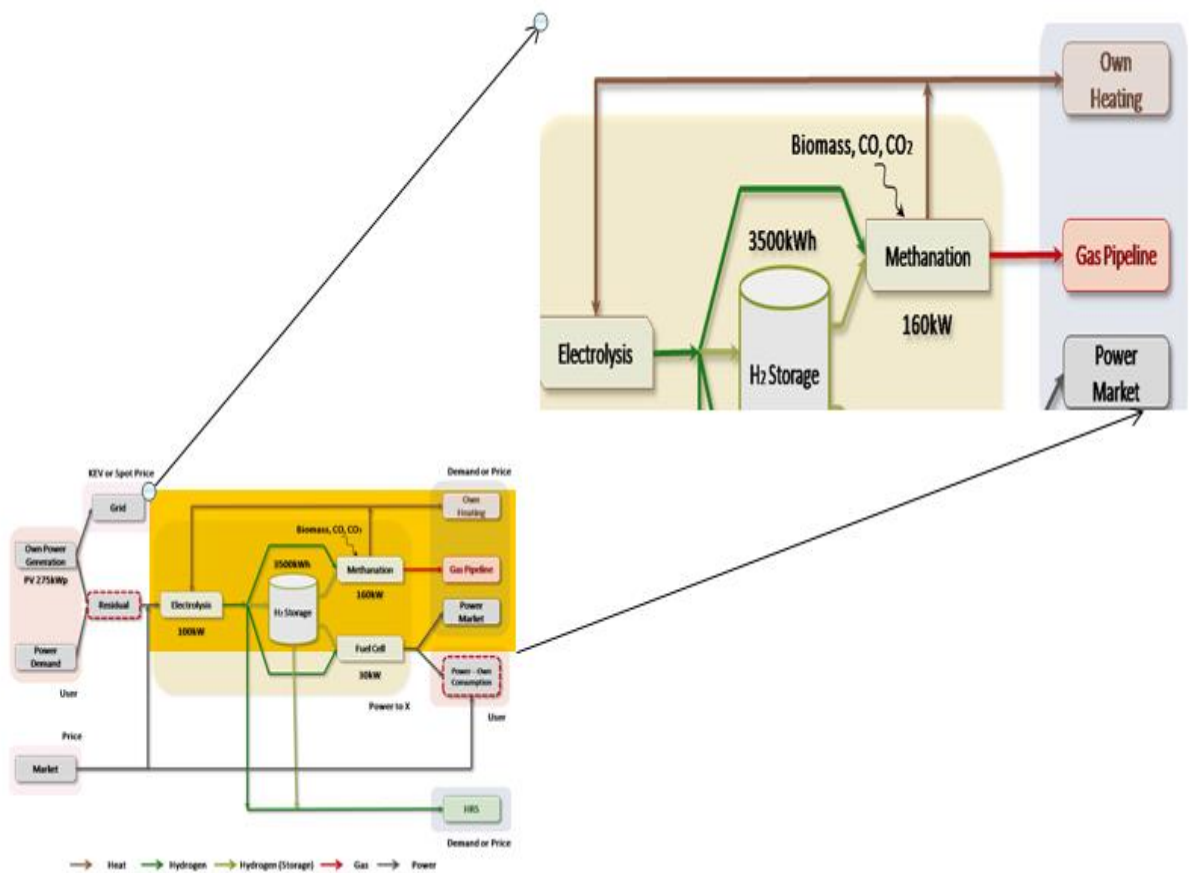 Own
Heating
Biomass, CO, CO₂
3500kWh
Methanation
Gas Pipeline
160kW
Electrolysis
H₂ Storage
Power
Market
KEV or Spot Price
Demand or Price
Grid
Own
Heating
Own Power
Generation
PV 275kWp
Biomass, CO, CO₂
3500kWh
Methanation
Gas Pipeline
160kW
Residual
Electrolysis
100kW
H₂ Storage
Power
Market
Power
Demand
Fuel Cell
30kW
Power - Own
Consumption
User
Power to X
User
Price
Market
HRS
Demand or Price
Heat
Hydrogen
Hydrogen (Storage)
Gas
Power